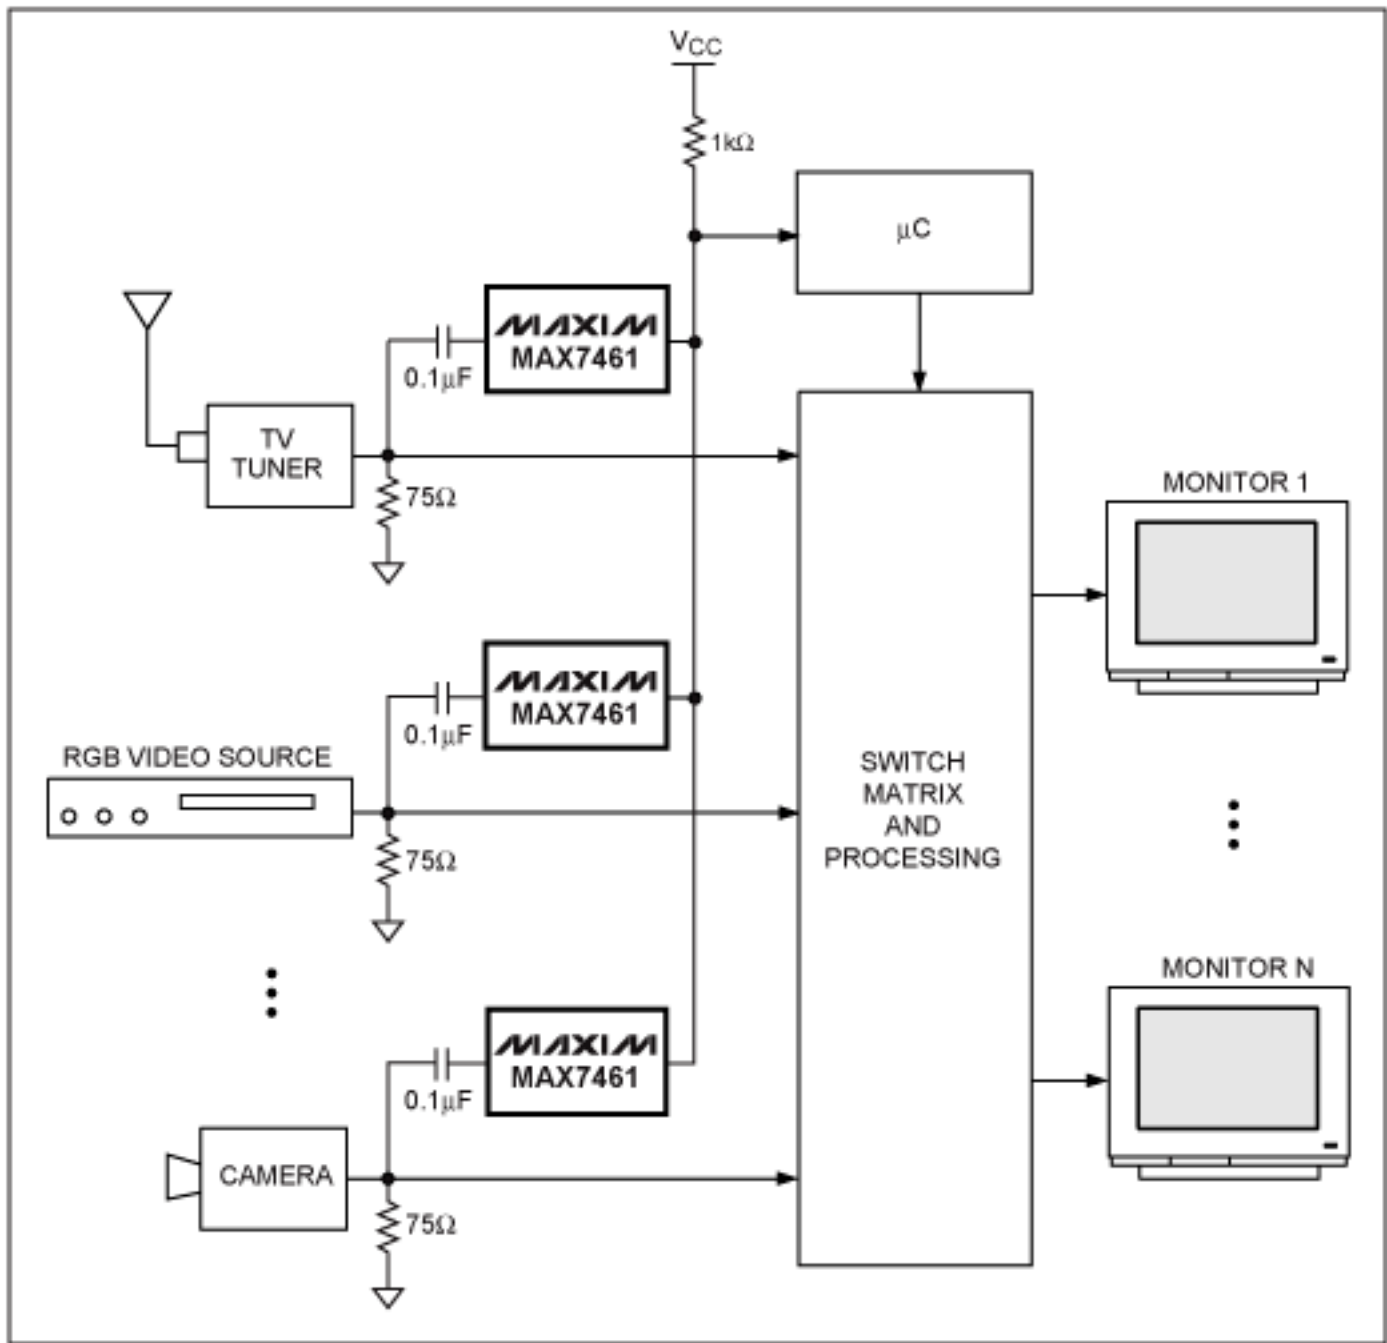 VCC
1kΩ
μC
MAXIM
MAX7461
0.1μF
TV
TUNER
75Ω
MONITOR 1
MAXIM
MAX7461
0.1μF
RGB VIDEO SOURCE
75Ω
SWITCH
MATRIX
AND
PROCESSING
MONITOR N
MAXIM
MAX7461
0.1μF
CAMERA
75Ω